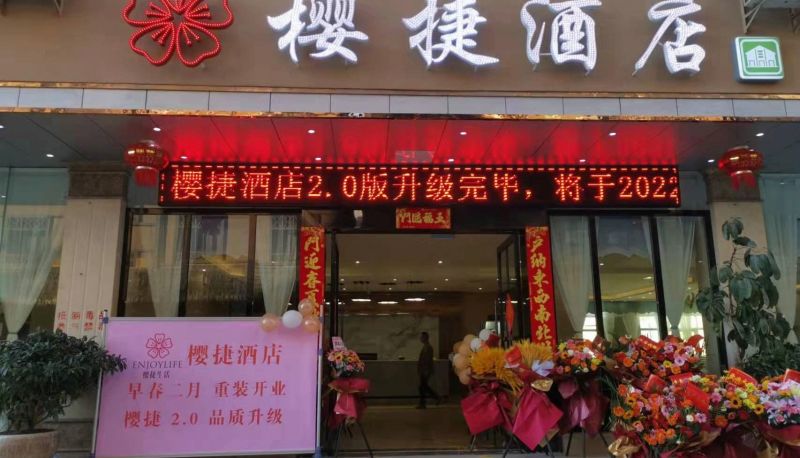 樱捷酒店
樱捷酒店2.0版升级完毕，将于2022
门福临五
门迎春夏
户纳东西南北
ENJOYLIFE
樱捷生活
樱捷酒店
早春二月 重装开业
樱捷 2.0 品质升级